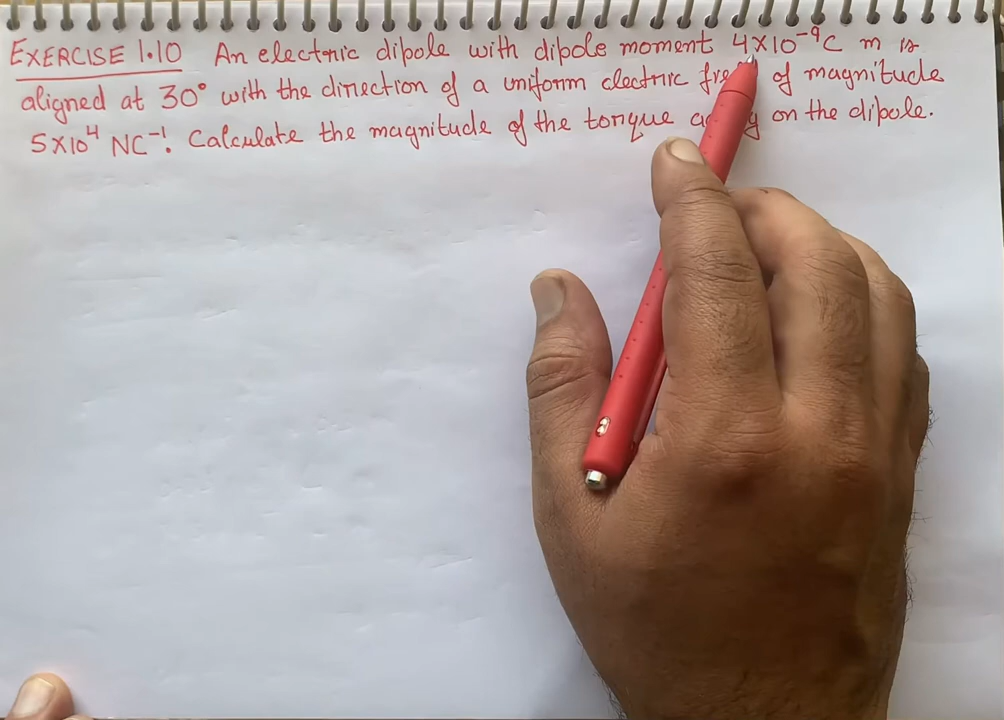 EXERCISE 1.10 An electric dipole with dipole moment 4×10⁻⁹C m is
aligned at 30° with the direction of a uniform electric of magnitude
5×10⁴ NC⁻¹. Calculate the magnitude of the torque on the dipole.